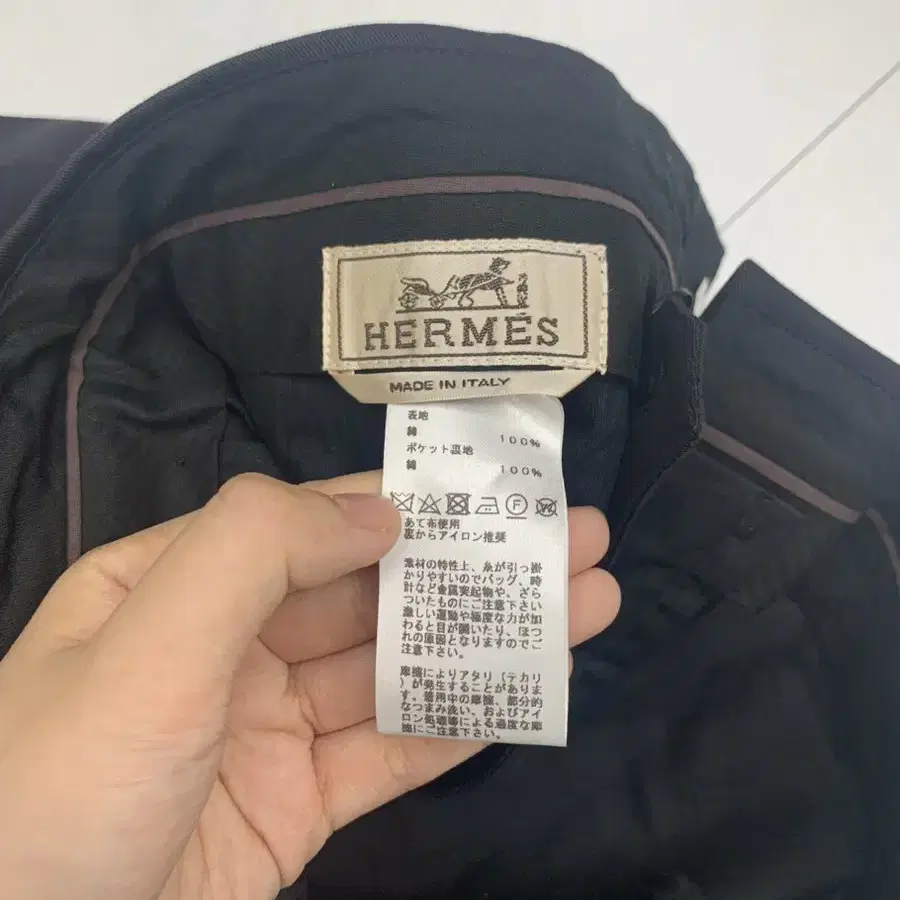 HERMÈS
MADE IN ITALY
表地
綿 100%
ポケット裏地
綿 100%
F W
あて布使用
裏からアイロン推奨
素材の特性上、糸が引っ掛
かりやすいのでバッグ、時
計など金属突起物や、ざら
ついたものにご注意下さい
激しい運動や極度な力が加
わると目が開いたり、ほつ
れの原因となりますのでご
注意下さい。
摩擦によりアタリ（テカリ
）が発生することがありま
す。着用中の摩擦、部分的
なつまみ洗い、およびアイ
ロン処理等による過度な摩
擦にご注意下さい。